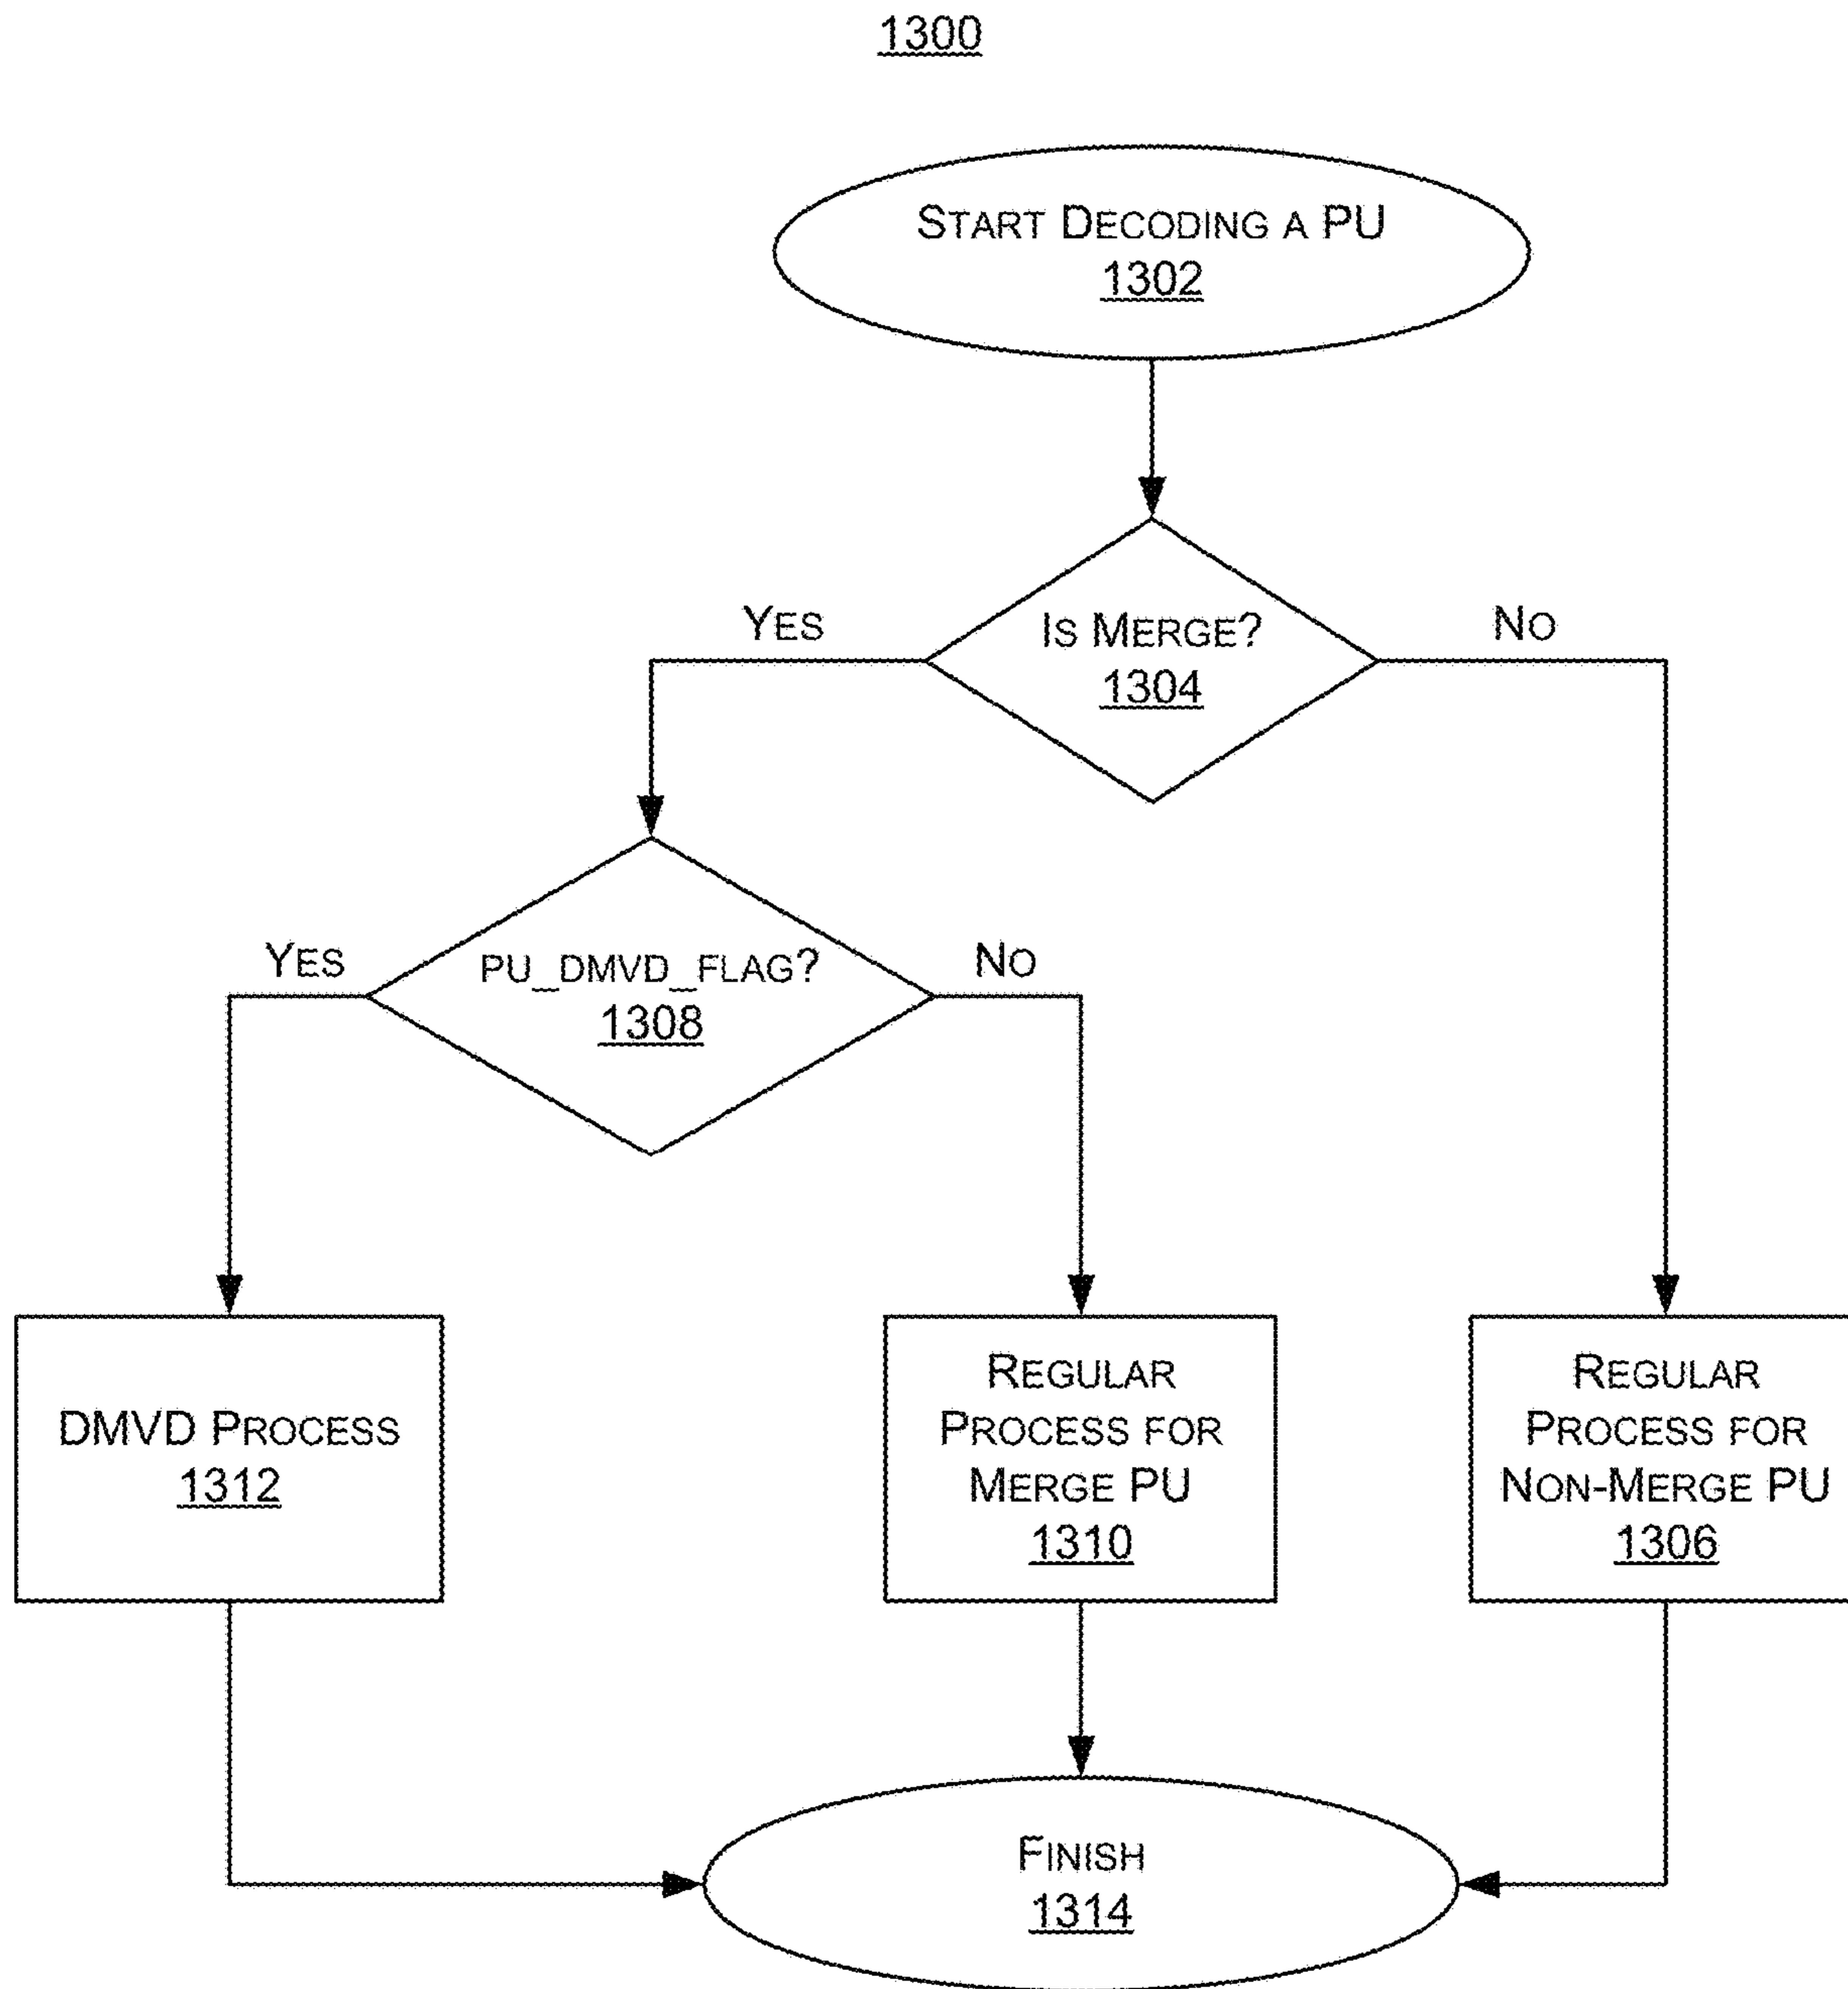 1300
START DECODING A PU
1302
YES
IS MERGE?
1304
NO
YES
PU_DMVD_FLAG?
1308
NO
DMVD PROCESS
1312
REGULAR
PROCESS FOR
MERGE PU
1310
REGULAR
PROCESS FOR
NON-MERGE PU
1306
FINISH
1314